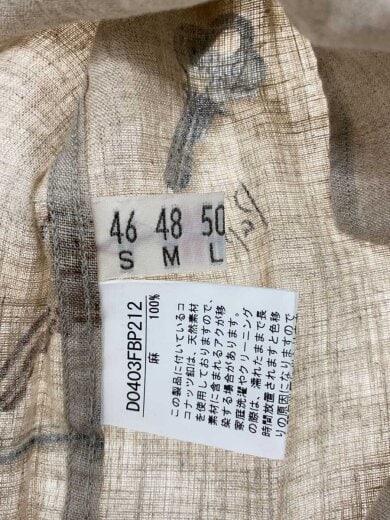 46 48 50
S M L
D0403FBP212
麻 100%
この製品に付いているコ
コナッツ釦は、天然素材
を使用しておりますので、
素材に含まれるアクが移
染する場合があります。
家庭洗濯やクリーニング
の際は、濡れたままで長
時間放置されますと色移
りの原因になりますので